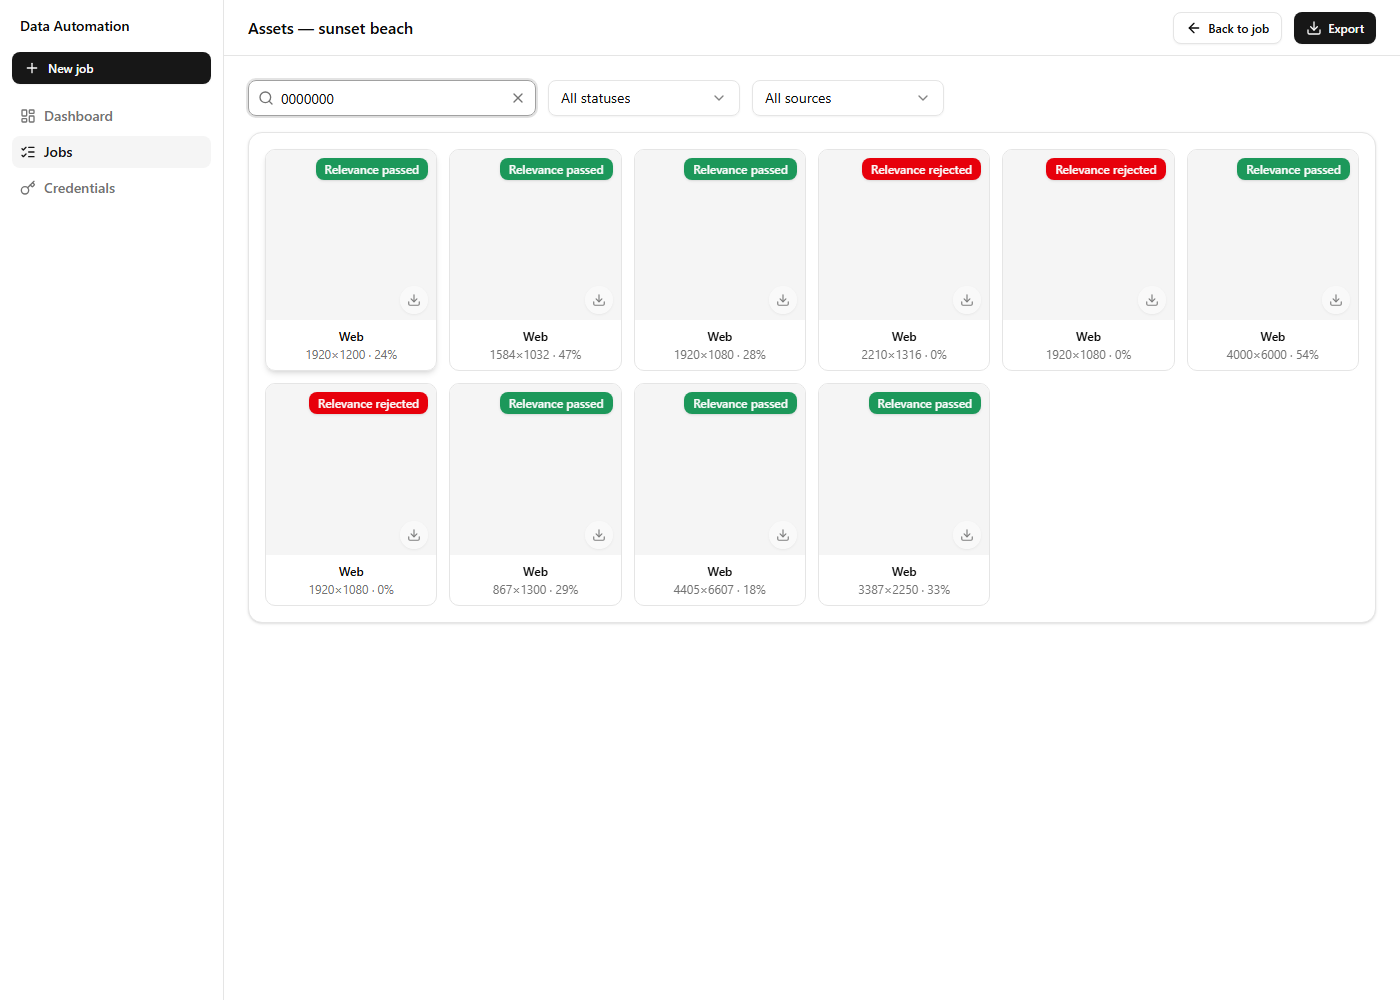 Data Automation
Assets — sunset beach
Back to job
Export
New job
Dashboard
Jobs
Credentials
0000000
All statuses
All sources
Relevance passed
Relevance passed
Relevance passed
Relevance rejected
Relevance rejected
Relevance passed
Web
Web
Web
Web
Web
Web
1920×1200 · 24%
1584×1032 · 47%
1920×1080 · 28%
2210×1316 · 0%
1920×1080 · 0%
4000×6000 · 54%
Relevance rejected
Relevance passed
Relevance passed
Relevance passed
Web
Web
Web
Web
1920×1080 · 0%
867×1300 · 29%
4405×6607 · 18%
3387×2250 · 33%